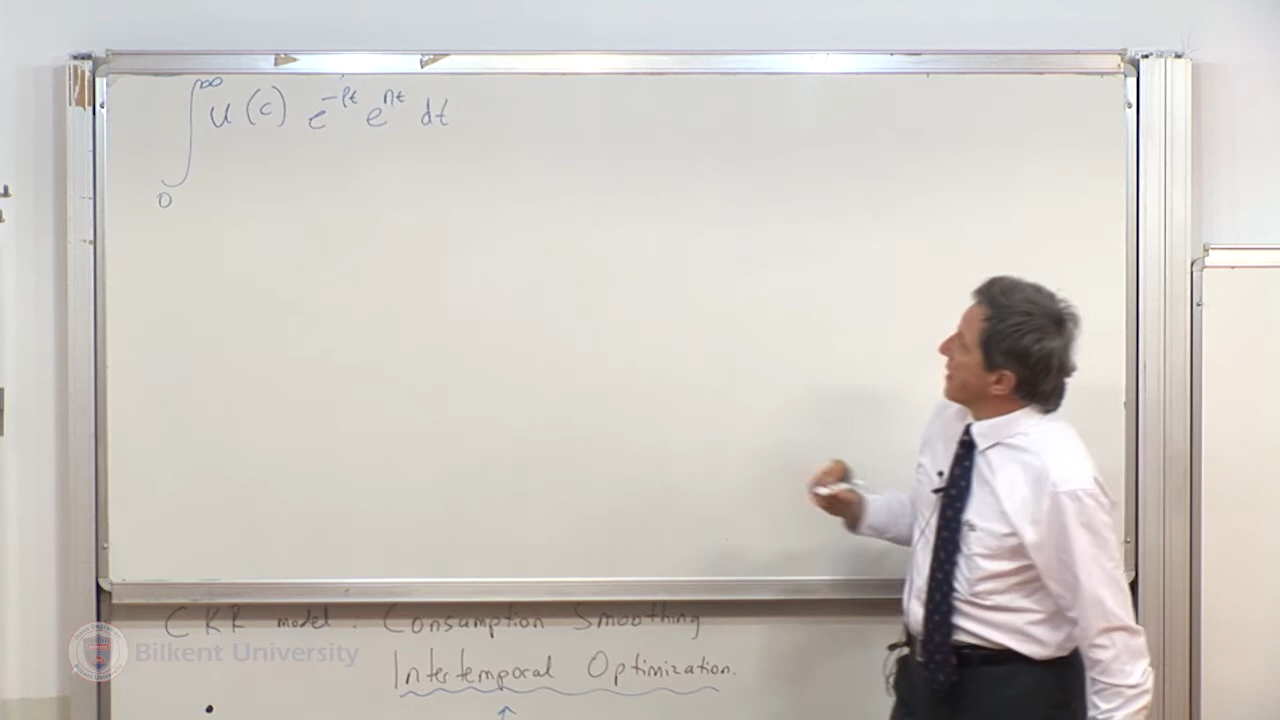 ∫₀^∞ u(c) e^{-ρt} e^{nt} dt
CKR model : Consumption Smoothing
Intertemporal Optimization.
Bilkent University